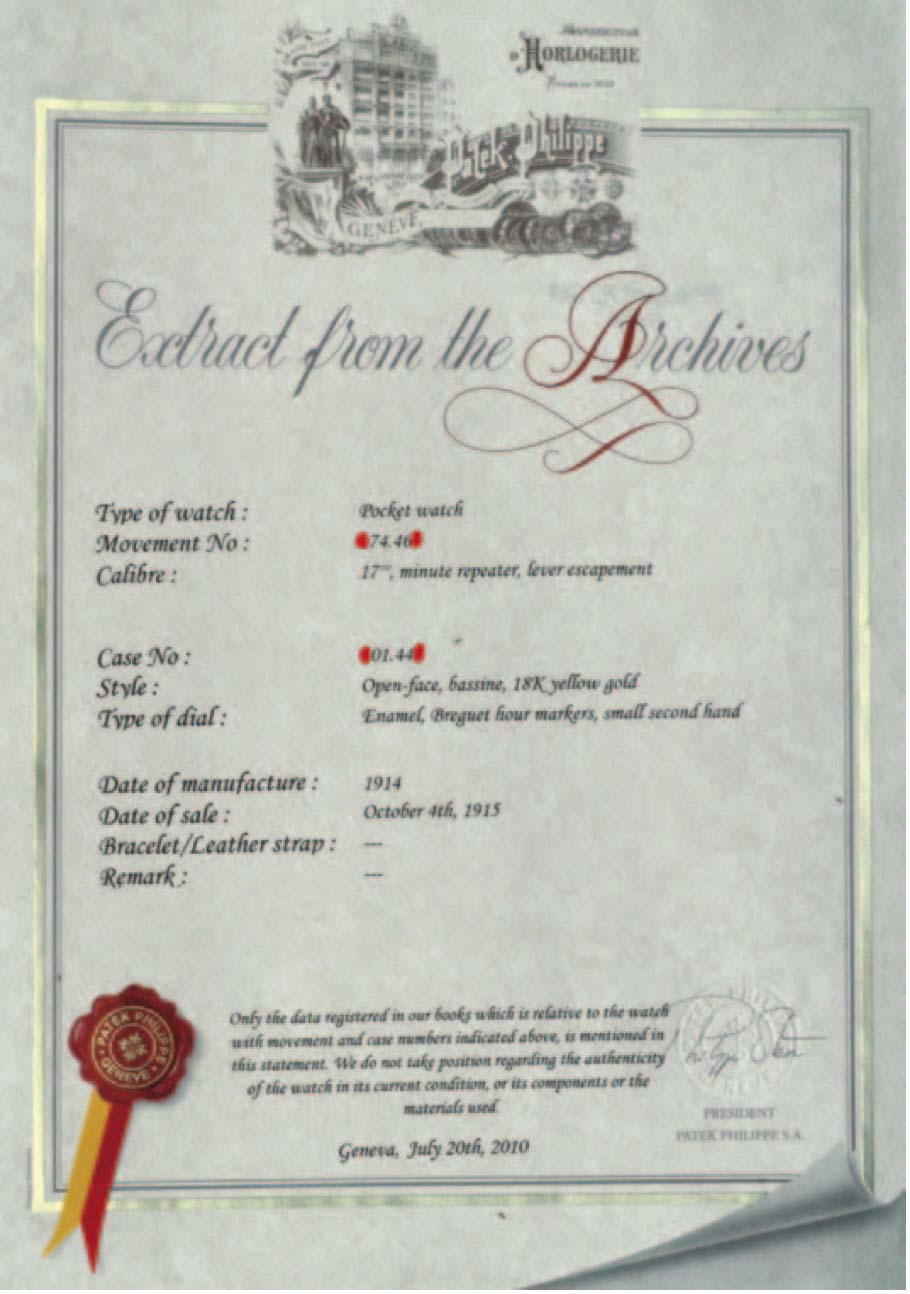 HORLOGERIE
Patek, Philippe
GENÈVE
Extract from the Archives
Type of watch : Pocket watch
Movement No : 74.46
Calibre : 17''', minute repeater, lever escapement
Case No : 01.44
Style : Open-face, bassine, 18K yellow gold
Type of dial : Enamel, Breguet hour markers, small second hand
Date of manufacture : 1914
Date of sale : October 4th, 1915
Bracelet/Leather strap : ---
Remark : ---
Only the data registered in our books which is relative to the watch
with movement and case numbers indicated above, is mentioned in
this statement. We do not take position regarding the authenticity
of the watch in its current condition, or its components or the
materials used.
Geneva, July 20th, 2010
PATEK PHILIPPE
GENEVE
PRESIDENT
PATEK PHILIPPE S.A.